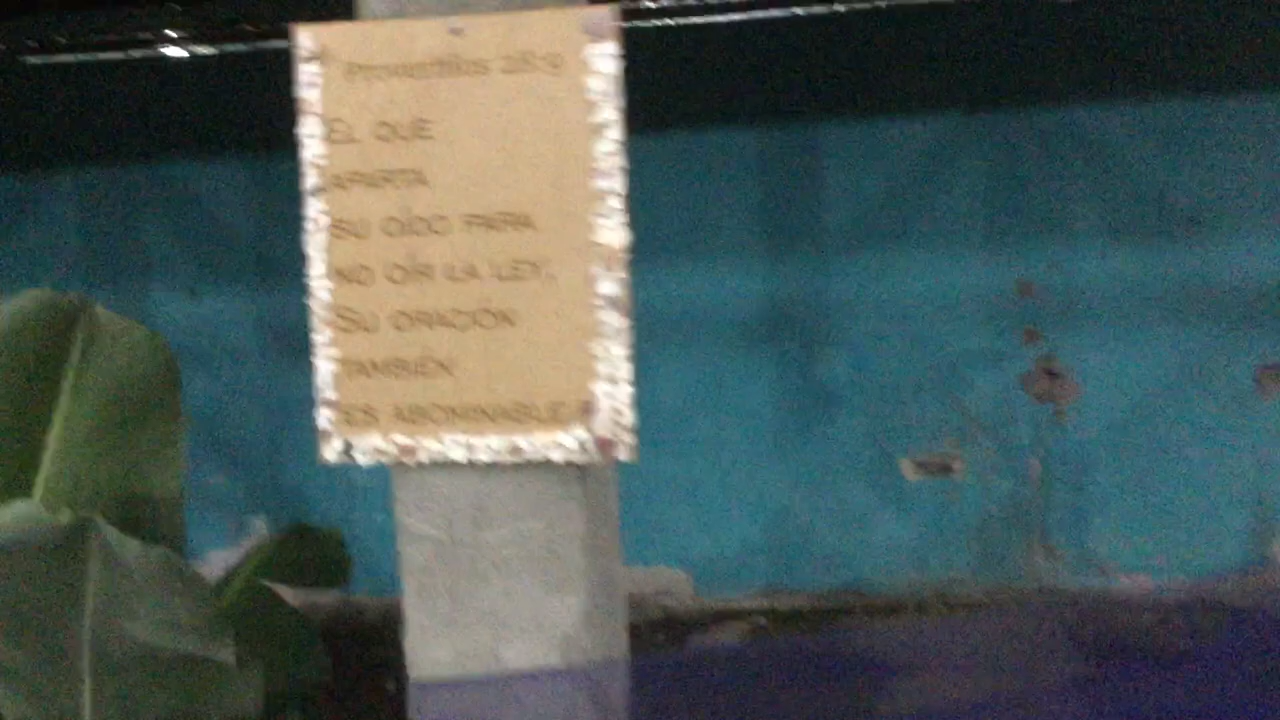 Proverbios 28:9
EL QUE
APARTA
SU OÍDO PARA
NO OÍR LA LEY,
SU ORACIÓN
TAMBIÉN
ES ABOMINABLE